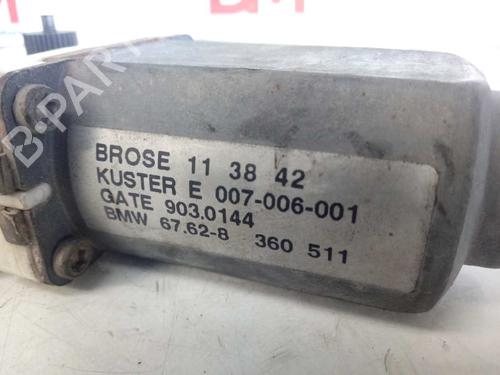 BROSE 11 38 42
KUSTER E 007-006-001
GATE 903.0144
BMW 67.62-8 360 511
B-PARTS